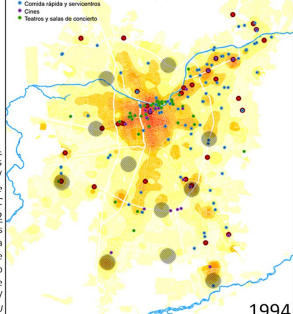 Comida rápida y servicentros
Cines
Teatros y salas de concierto
1994